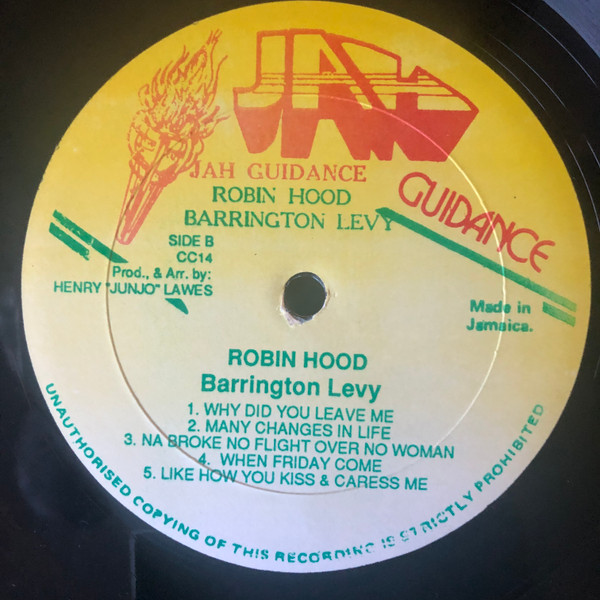 JAH
GUIDANCE
JAH GUIDANCE
ROBIN HOOD
BARRINGTON LEVY
SIDE B
CC14
Prod., & Arr. by:
HENRY "JUNJO" LAWES
Made in
Jamaica.
ROBIN HOOD
Barrington Levy
1. WHY DID YOU LEAVE ME
2. MANY CHANGES IN LIFE
3. NA BROKE NO FLIGHT OVER NO WOMAN
4. WHEN FRIDAY COME
5. LIKE HOW YOU KISS & CARESS ME
UNAUTHORISED COPYING OF THIS RECORDING IS STRICTLY PROHIBITED